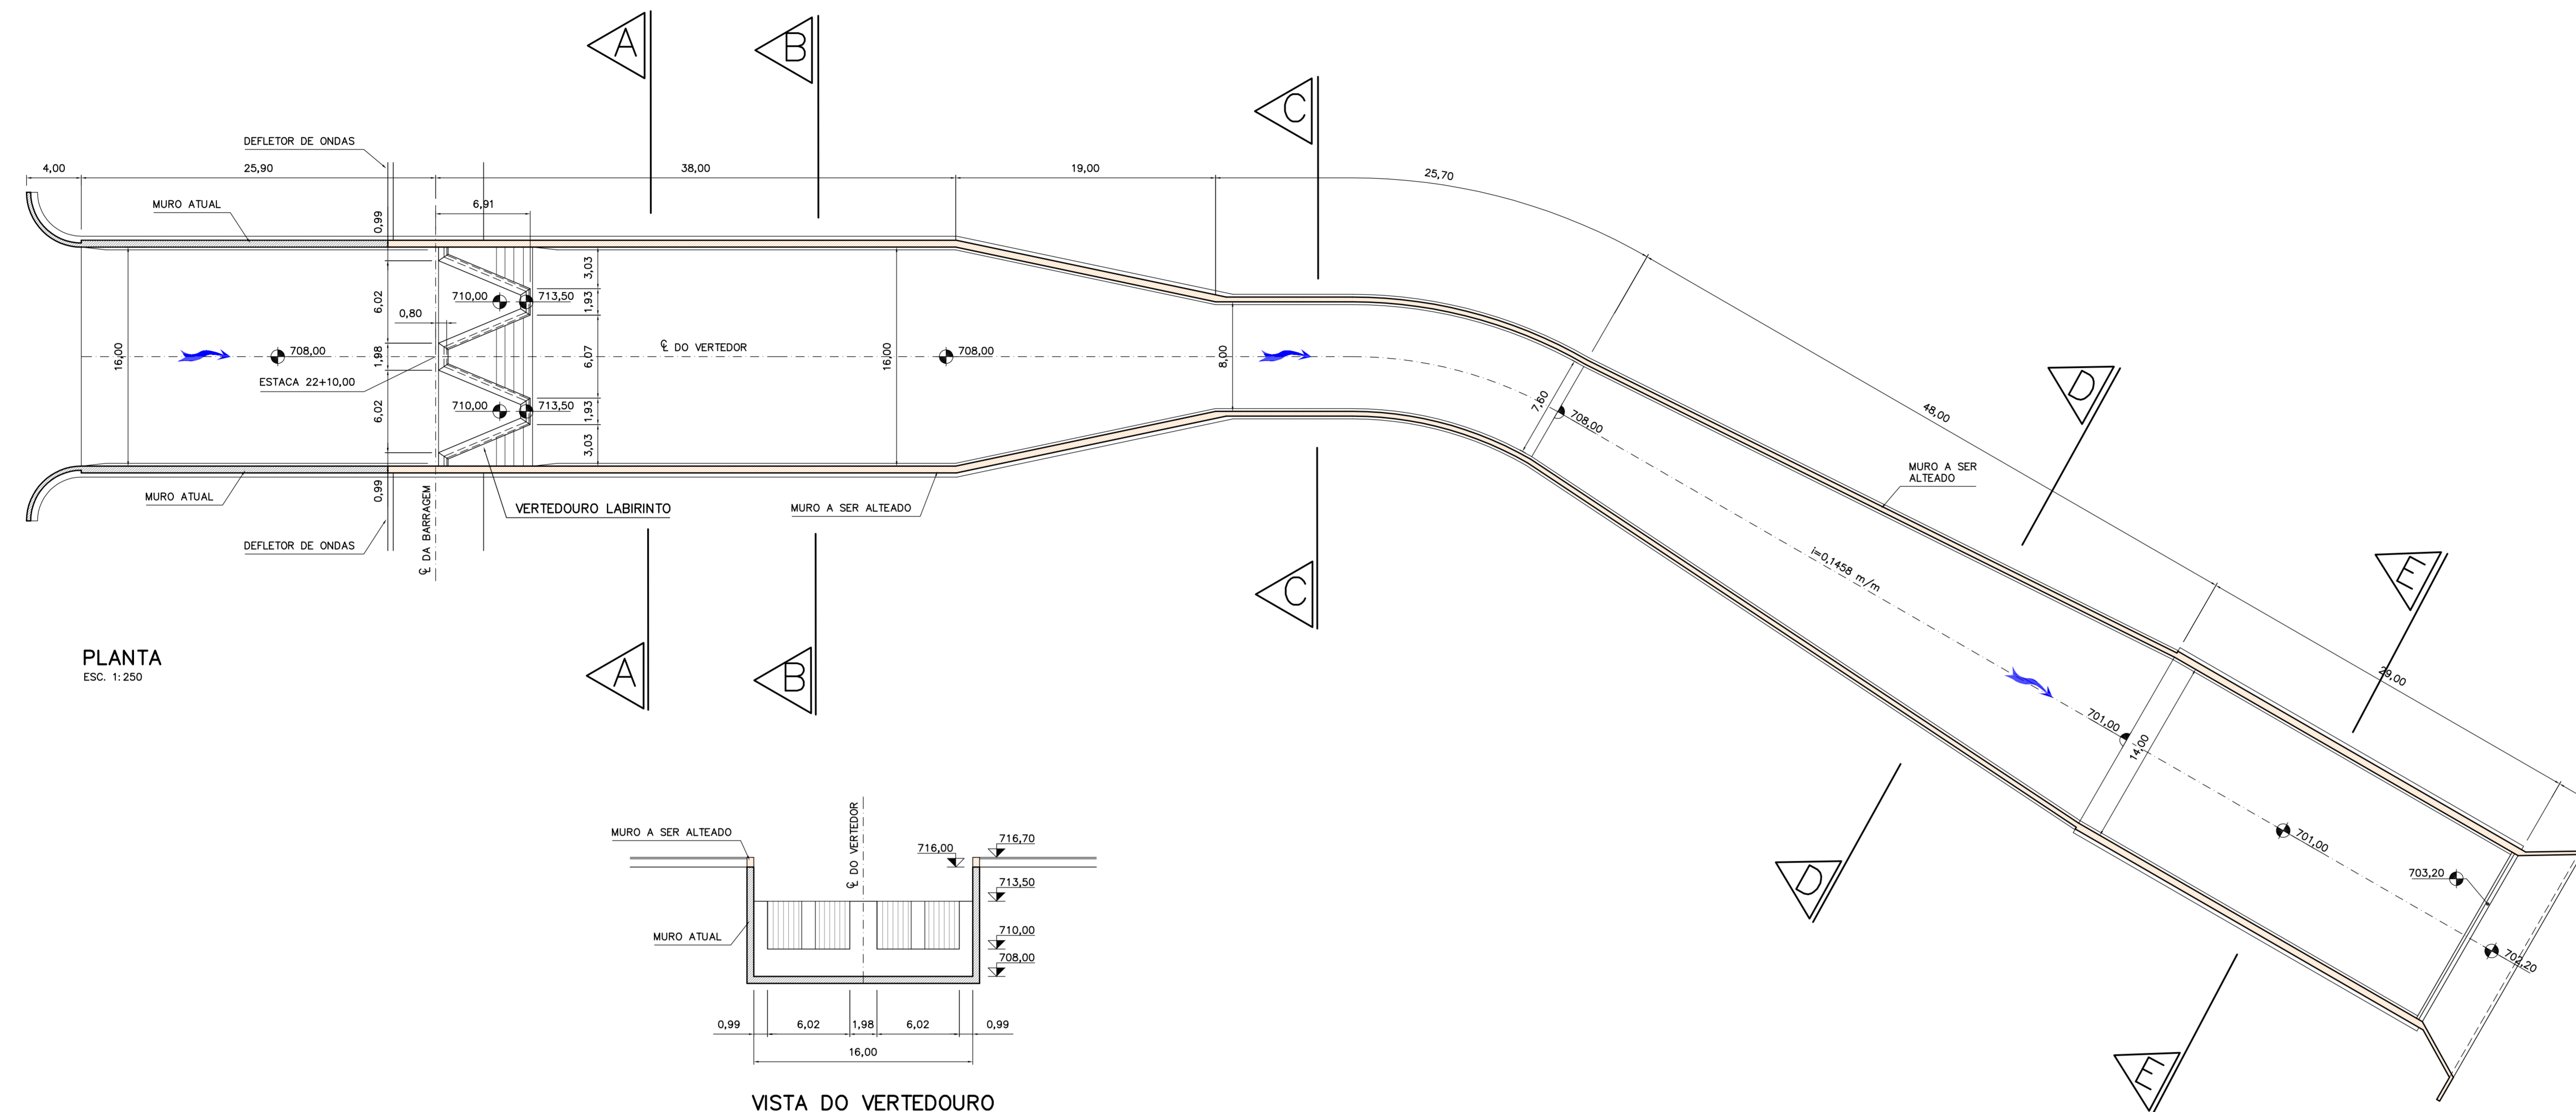 A
B
C
DEFLETOR DE ONDAS
4,00
25,90
38,00
19,00
25,70
MURO ATUAL
0,99
6,91
6,02
0,80
710,00
713,50
3,03
1,93
16,00
708,00
1,98
℄ DO VERTEDOR
6,07
16,00
708,00
8,00
ESTACA 22+10,00
6,02
710,00
713,50
1,93
3,03
MURO ATUAL
0,99
℄ DA BARRAGEM
VERTEDOURO LABIRINTO
MURO A SER ALTEADO
DEFLETOR DE ONDAS
7,60
708,00
48,00
D
MURO A SER
ALTEADO
i=0,1458 m/m
E
C
A
B
29,00
701,00
14,00
701,00
703,20
702,20
D
E
PLANTA
ESC. 1:250
MURO A SER ALTEADO
℄ DO VERTEDOR
716,00
716,70
713,50
MURO ATUAL
710,00
708,00
0,99
6,02
1,98
6,02
0,99
16,00
VISTA DO VERTEDOURO